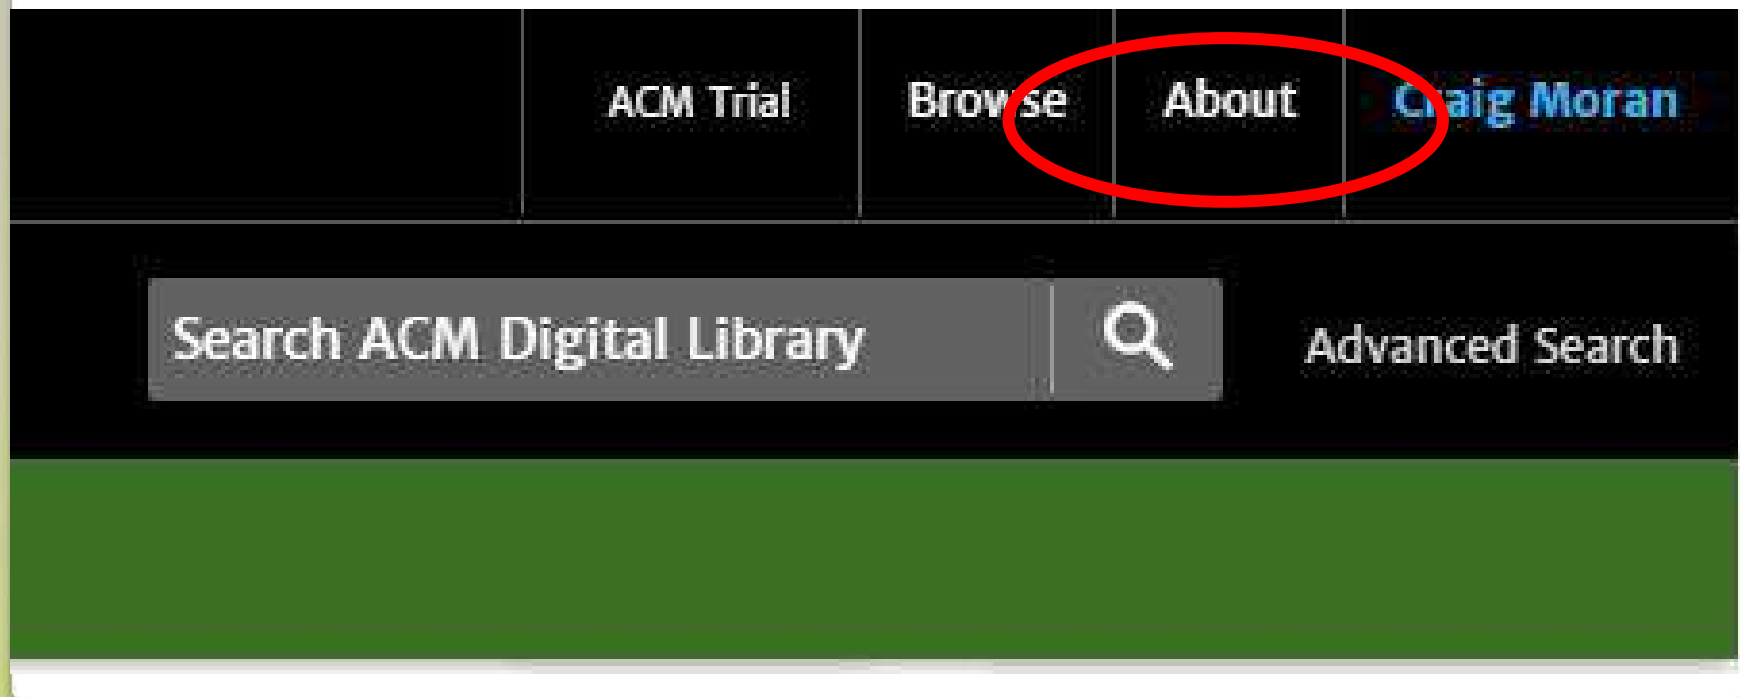 ACM Trial Browse About Craig Moran
Search ACM Digital Library Advanced Search